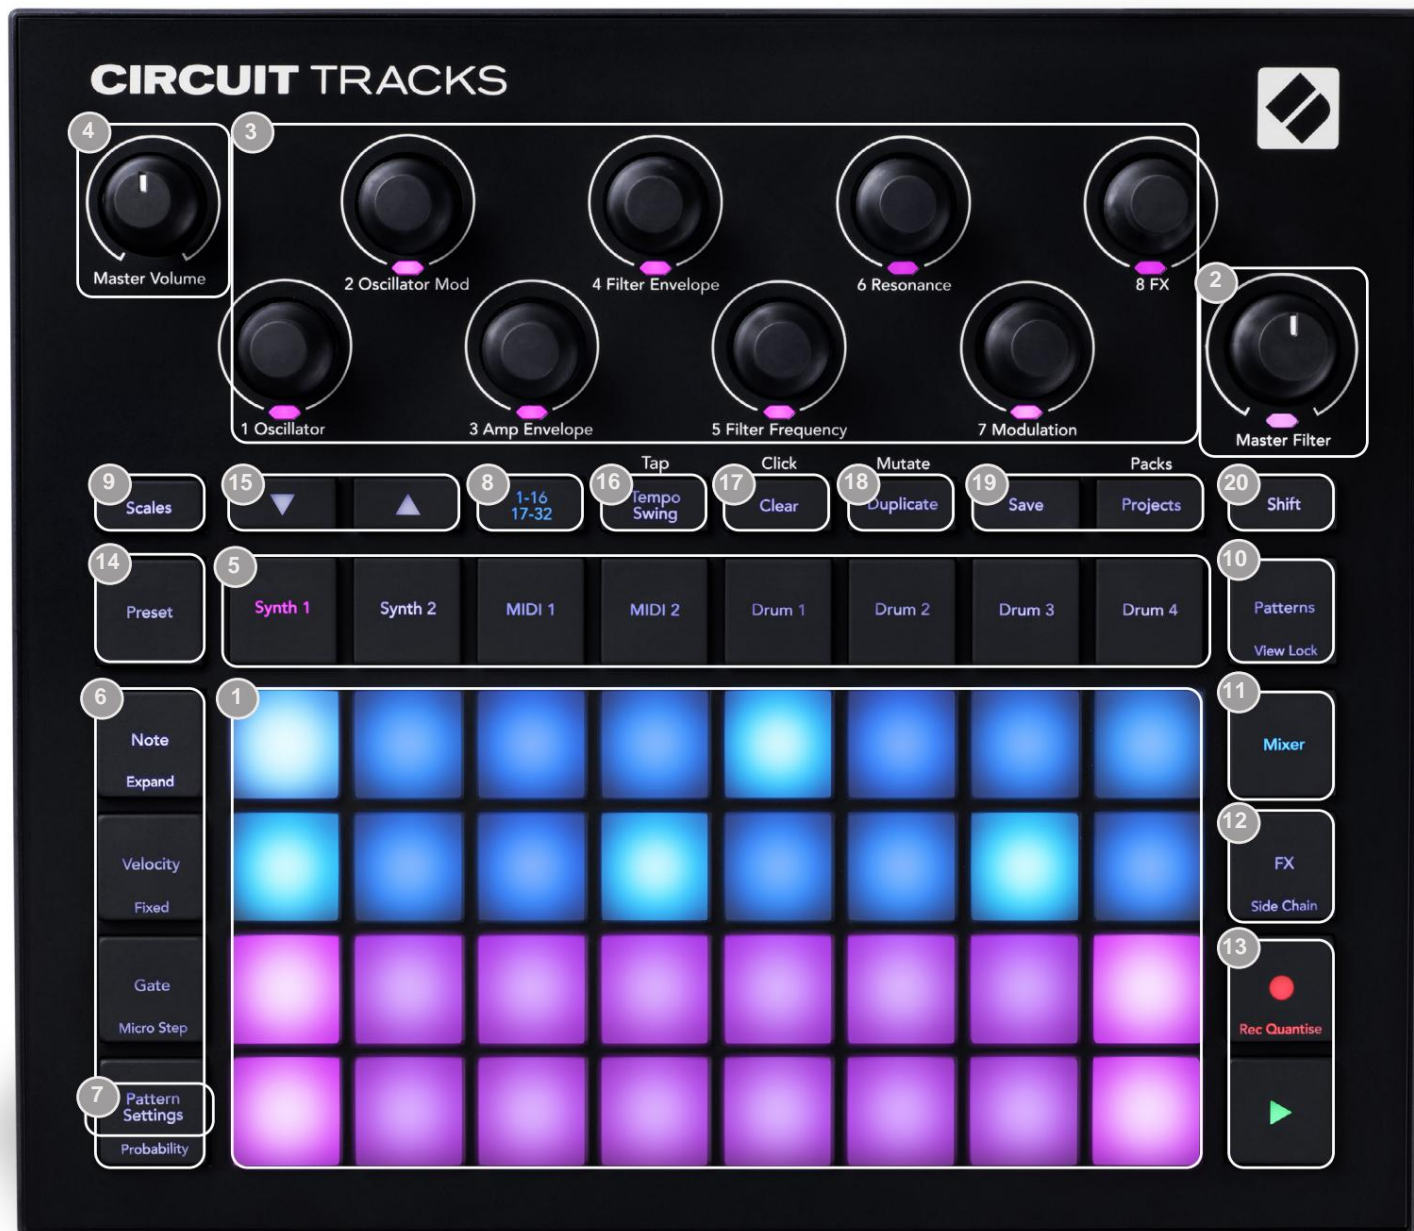 CIRCUIT TRACKS
4
3
Master Volume
2 Oscillator Mod
4 Filter Envelope
6 Resonance
8 FX
2
1 Oscillator
3 Amp Envelope
5 Filter Frequency
7 Modulation
Master Filter
Tap
Click
Mutate
Packs
9
Scales
15
8
1-16
17-32
16
Tempo
Swing
17
Clear
18
Duplicate
19
Save
Projects
20
Shift
14
Preset
5
Synth 1
Synth 2
MIDI 1
MIDI 2
Drum 1
Drum 2
Drum 3
Drum 4
10
Patterns
View Lock
6
Note
Expand
1
11
Mixer
Velocity
Fixed
12
FX
Side Chain
Gate
Micro Step
13
Rec Quantise
7
Pattern
Settings
Probability